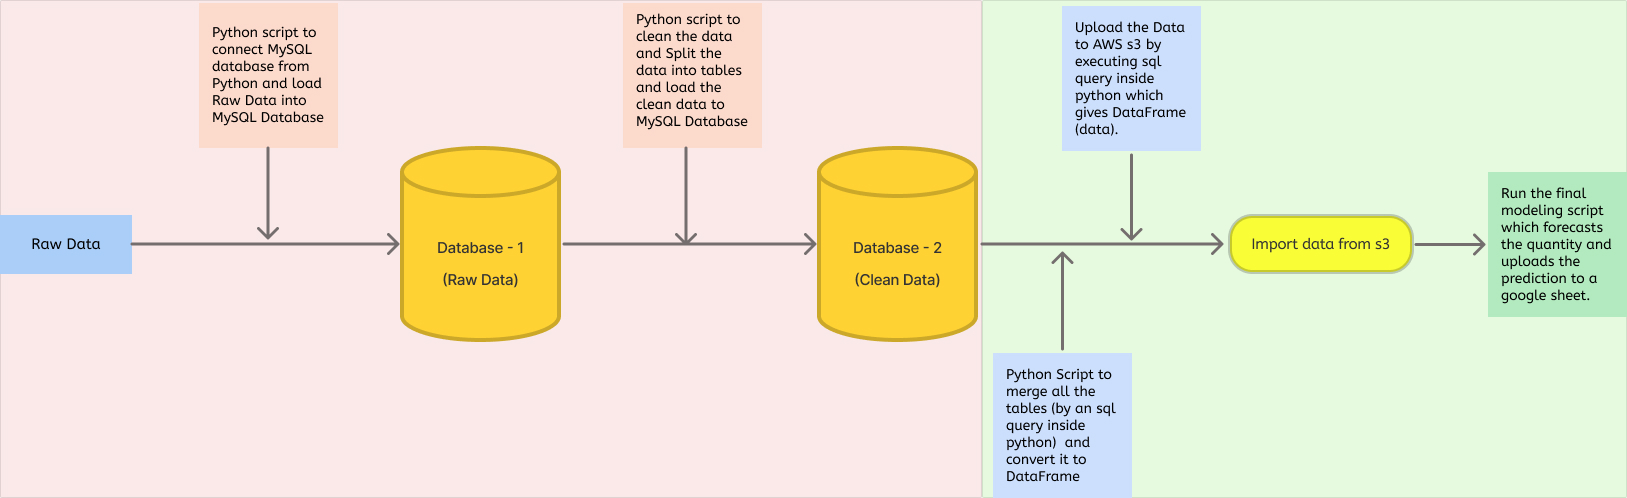 Python script to
connect MySQL
database from
Python and load
Raw Data into
MySQL Database
Python script to
clean the data
and Split the
data into tables
and load the
clean data to
MySQL Database
Upload the Data
to AWS s3 by
executing sql
query inside
python which
gives DataFrame
(data).
Raw Data
Database - 1
(Raw Data)
Database - 2
(Clean Data)
Import data from s3
Run the final
modeling script
which forecasts
the quantity and
uploads the
prediction to a
google sheet.
Python Script to
merge all the
tables (by an sql
query inside
python)  and
convert it to
DataFrame